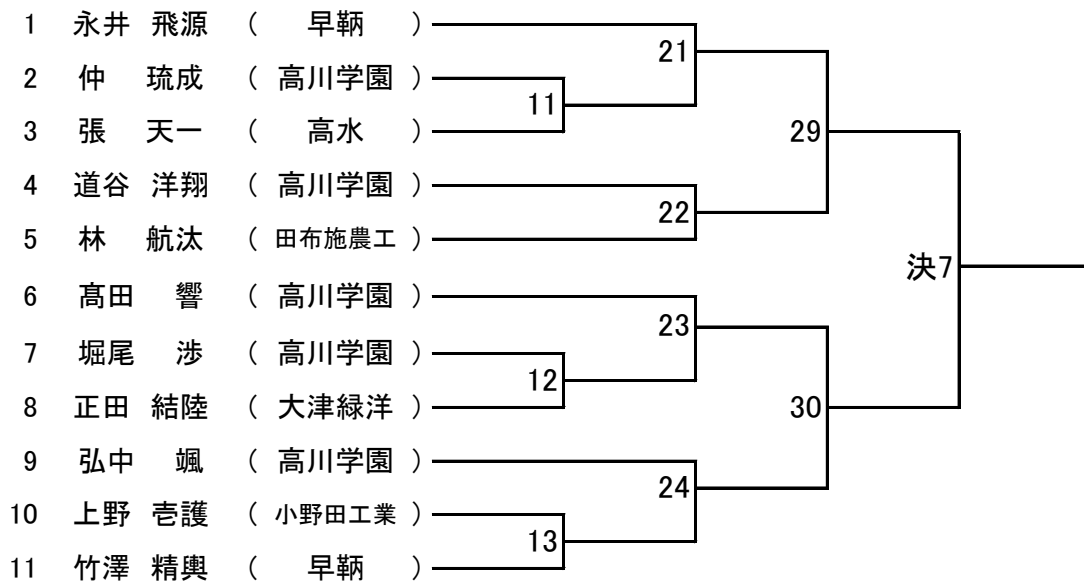 1 永井 飛源 ( 早鞆 )
21
2 仲 琉成 ( 高川学園 )
11
3 張 天一 ( 高水 )
29
4 道谷 洋翔 ( 高川学園 )
22
5 林 航汰 ( 田布施農工 )
決7
6 髙田 響 ( 高川学園 )
23
7 堀尾 渉 ( 高川学園 )
12
8 正田 結陸 ( 大津緑洋 )
30
9 弘中 颯 ( 高川学園 )
24
10 上野 壱護 ( 小野田工業 )
13
11 竹澤 精輿 ( 早鞆 )